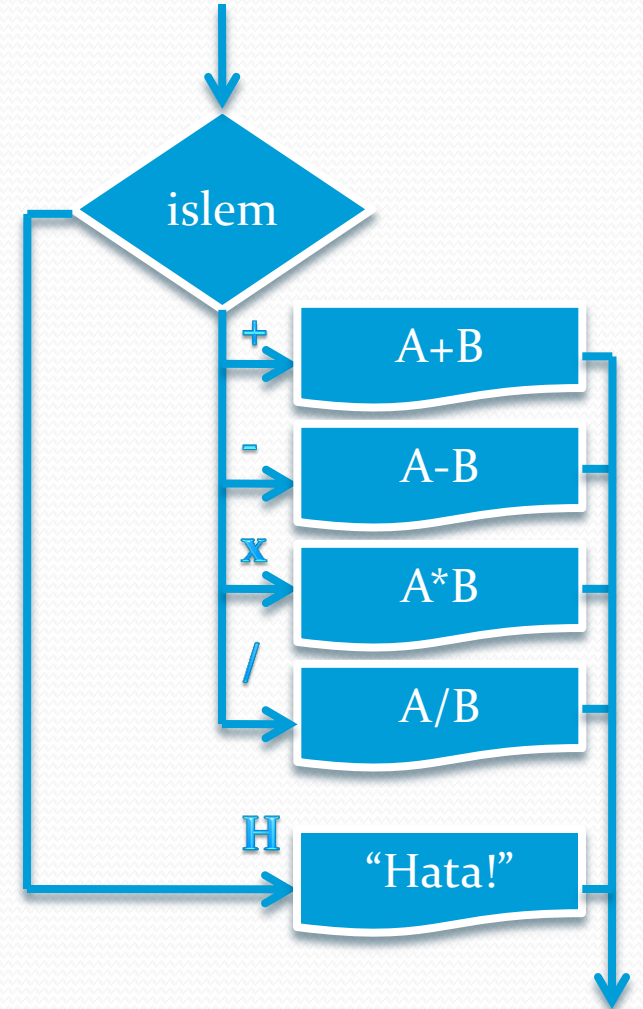 islem
+
A+B
-
A-B
x
A*B
/
A/B
H
“Hata!”